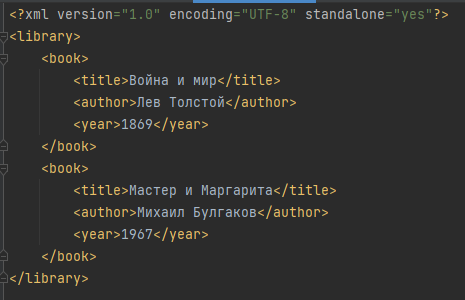 <?xml version="1.0" encoding="UTF-8" standalone="yes"?>
<library>
    <book>
        <title>Война и мир</title>
        <author>Лев Толстой</author>
        <year>1869</year>
    </book>
    <book>
        <title>Мастер и Маргарита</title>
        <author>Михаил Булгаков</author>
        <year>1967</year>
    </book>
</library>